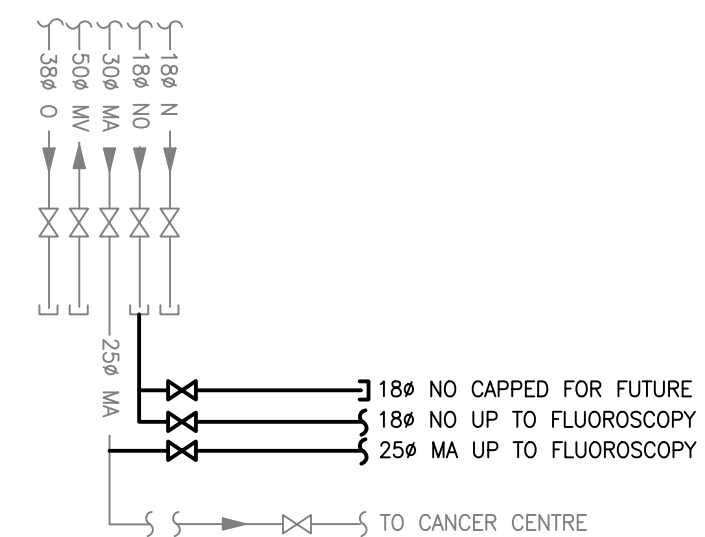 38ø O
50ø MV
30ø MA
18ø NO
18ø N
25ø MA
18ø NO CAPPED FOR FUTURE
18ø NO UP TO FLUOROSCOPY
25ø MA UP TO FLUOROSCOPY
TO CANCER CENTRE